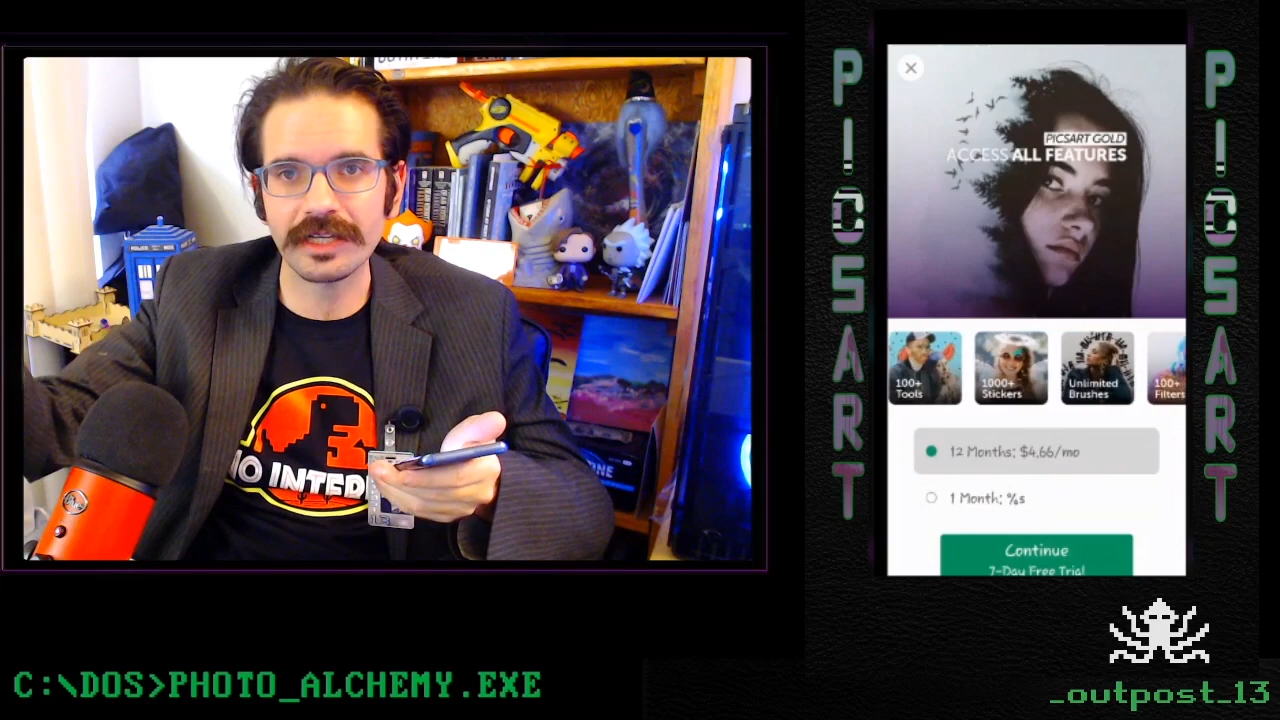 PICSART
PICSART GOLD
ACCESS ALL FEATURES
100+
Tools
1000+
Stickers
Unlimited
Brushes
100+
Filters
12 Months: $4.66/mo
1 Month: %s
Continue
7-Day Free Trial
PICSART
NO INTER
C:\DOS>PHOTO_ALCHEMY.EXE
_outpost_13